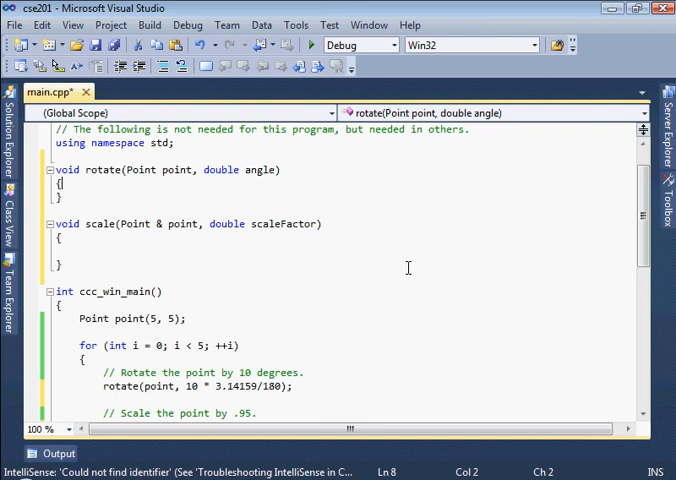 cse201 - Microsoft Visual Studio
File Edit View Project Build Debug Team Data Tools Test Window Help
Debug Win32
main.cpp*
(Global Scope) rotate(Point point, double angle)
Solution Explorer
Class View
Team Explorer
Server Explorer
Toolbox
// The following is not needed for this program, but needed in others.
using namespace std;
void rotate(Point point, double angle)
{
}
void scale(Point & point, double scaleFactor)
{
}
int ccc_win_main()
{
Point point(5, 5);
for (int i = 0; i < 5; ++i)
{
// Rotate the point by 10 degrees.
rotate(point, 10 * 3.14159/180);
// Scale the point by .95.
100 %
Output
IntelliSense: 'Could not find identifier' (See 'Troubleshooting IntelliSense in C... Ln 8 Col 2 Ch 2 INS